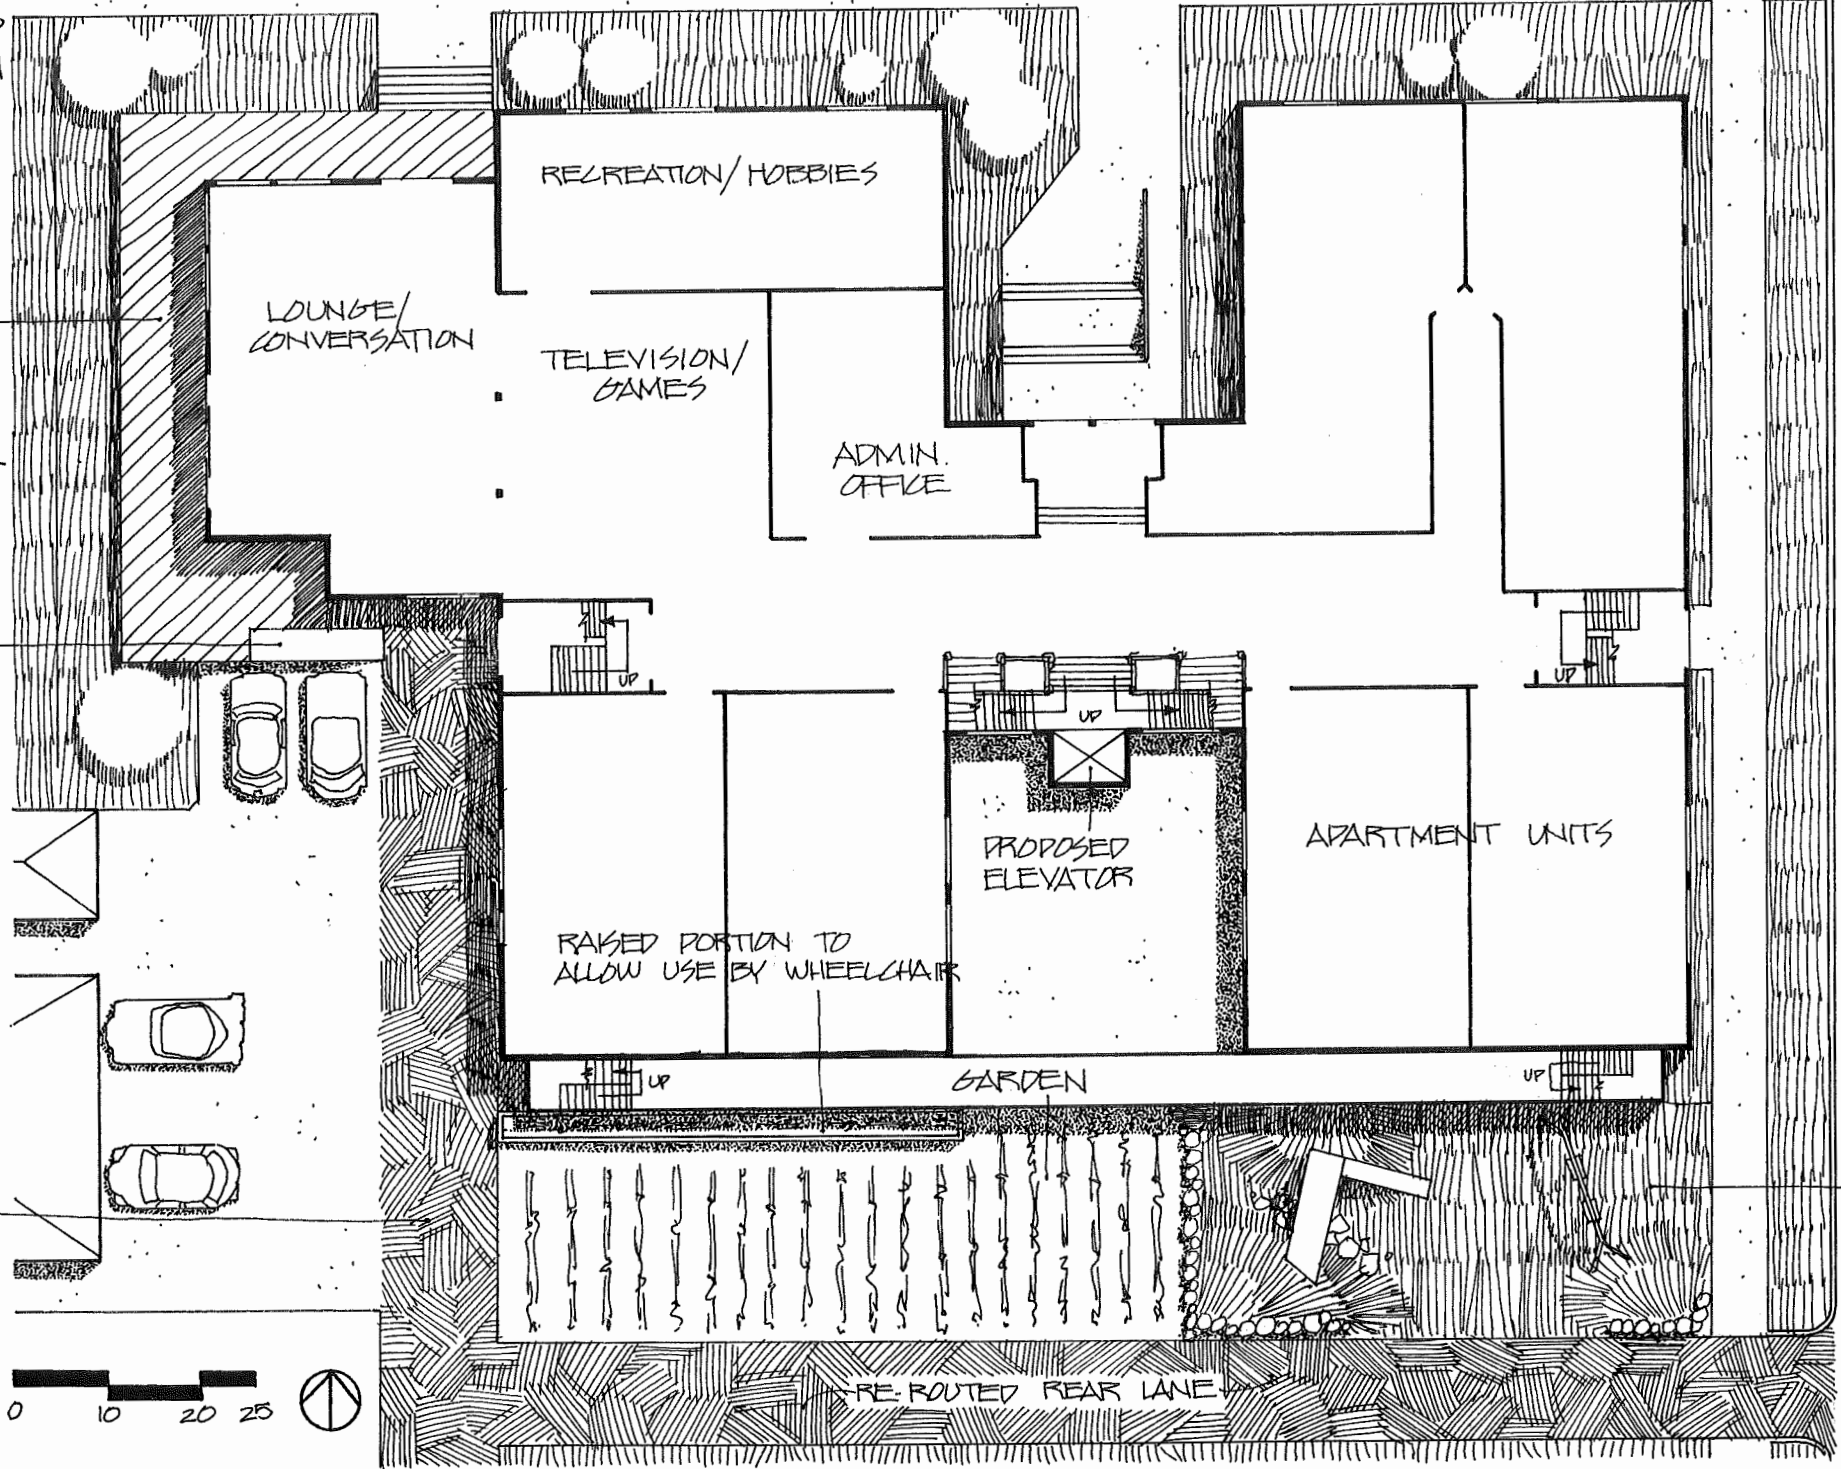 RECREATION/HOBBIES
LOUNGE/
CONVERSATION
TELEVISION/
GAMES
ADMIN.
OFFICE
UP
UP
UP
PROPOSED
ELEVATOR
APARTMENT UNITS
RAISED PORTION TO
ALLOW USE BY WHEELCHAIR
UP
GARDEN
UP
RE-ROUTED REAR LANE
0 10 20 25